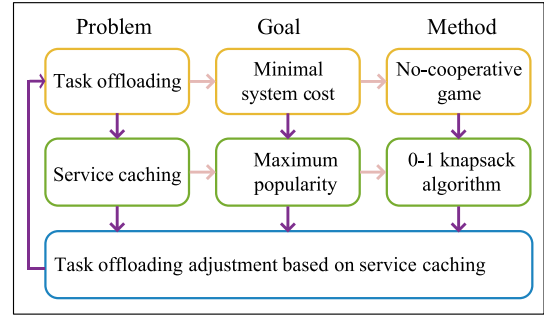 Problem
Goal
Method
Task offloading
Minimal
system cost
No-cooperative
game
Service caching
Maximum
popularity
0-1 knapsack
algorithm
Task offloading adjustment based on service caching